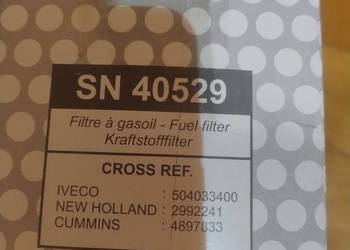 SN 40529
Filtre à gasoil - Fuel filter
Kraftstofffilter
CROSS REF.
IVECO : 504033400
NEW HOLLAND : 2992241
CUMMINS : 4897833